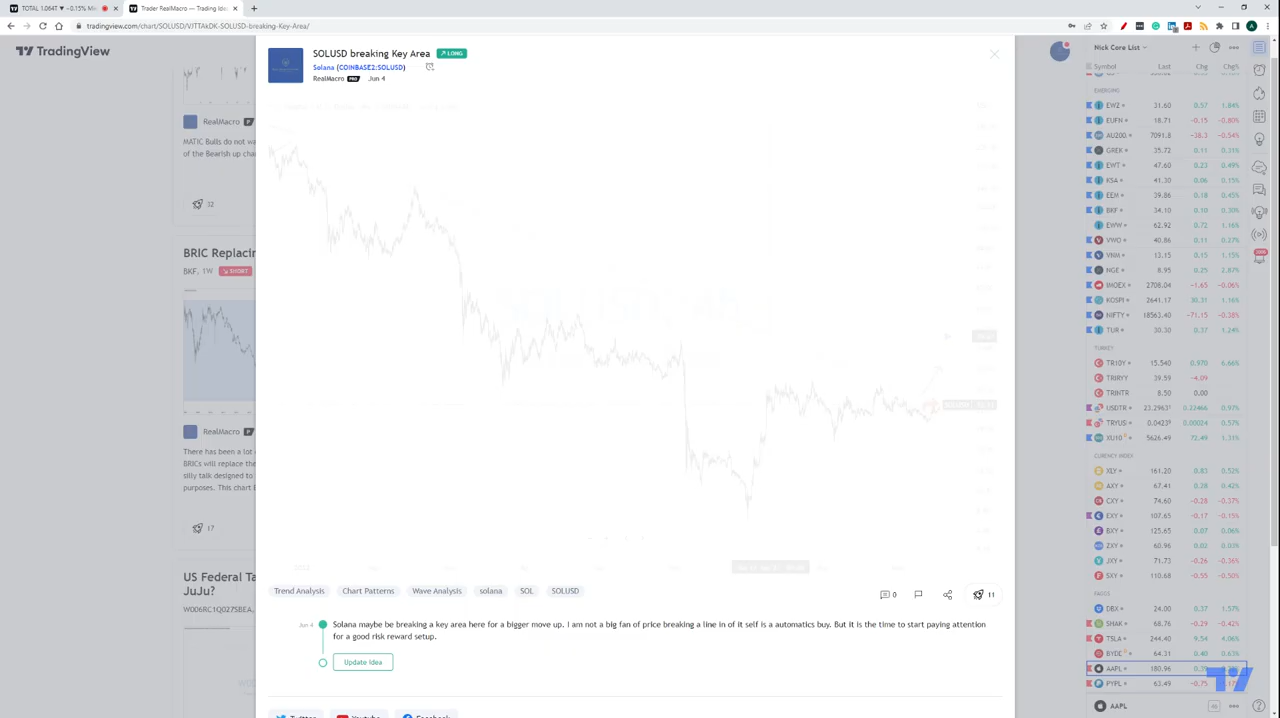 TOTAL 1.064T ▼ −0.15%
Trader RealMacro — Trading Ide
tradingview.com/chart/SOLUSD/VJTTAkDK-SOLUSD-breaking-Key-Area/
TradingView
RealMacro P
MATIC Bulls do not wa
of the Bearish up cha
32
BRIC Replacin
BKF, 1W SHORT
RealMacro P
There has been a lot
BRICs will replace the
silly talk designed to
purposes. This chart
17
US Federal Ta
JuJu?
W006RC1Q027SBEA,
SOLUSD breaking Key Area LONG
Solana (COINBASE2:SOLUSD)
RealMacro PRO Jun 4
Trend Analysis Chart Patterns Wave Analysis solana SOL SOLUSD
0
11
Jun 4 Solana maybe be breaking a key area here for a bigger move up. I am not a big fan of price breaking a line in of it self is a automatics buy. But it is the time to start paying attention
for a good risk reward setup.
Update Idea
Twitter Youtube Facebook
Nick Core List
Symbol Last Chg Chg%
EMERGING
EWZ 31.60 0.57 1.84%
EUFN 18.71 −0.15 −0.80%
AU200 7091.8 −38.3 −0.54%
GREK 35.72 0.11 0.31%
EWT 47.60 0.23 0.49%
KSA 41.30 0.06 0.15%
EEM 39.86 0.18 0.45%
BKF 34.10 0.10 0.30%
EWW 62.92 0.72 1.16%
VWO 40.86 0.11 0.27%
VNM 13.15 0.15 1.15%
NGE 8.95 0.25 2.87%
IMOEX 2708.04 −1.65 −0.06%
KOSPI 2641.17 30.31 1.16%
NIFTY 18563.40 −71.15 −0.38%
TUR 30.30 0.37 1.24%
TURKEY
TR10Y 15.540 0.970 6.66%
TRIRYY 39.59 −4.09
TRINTR 8.50 0.00
USDTR 23.2963 0.22466 0.97%
TRYUS 0.0423 0.00024 0.57%
XU10 5626.49 72.49 1.31%
CURENCY INDEX
XLY 161.20 0.83 0.52%
AXY 67.41 0.28 0.42%
CXY 74.60 −0.28 −0.37%
EXY 107.65 −0.17 −0.15%
BXY 125.65 0.07 0.06%
ZXY 60.96 0.02 0.03%
JXY 71.73 −0.26 −0.36%
SXY 110.68 −0.55 −0.50%
FADGS
DBX 24.00 0.37 1.57%
SHAK 68.76 −0.29 −0.42%
TSLA 244.40 9.54 4.06%
BYDE 64.31 0.40 0.63%
AAPL 180.96
PYPL 63.49 −0.75
AAPL